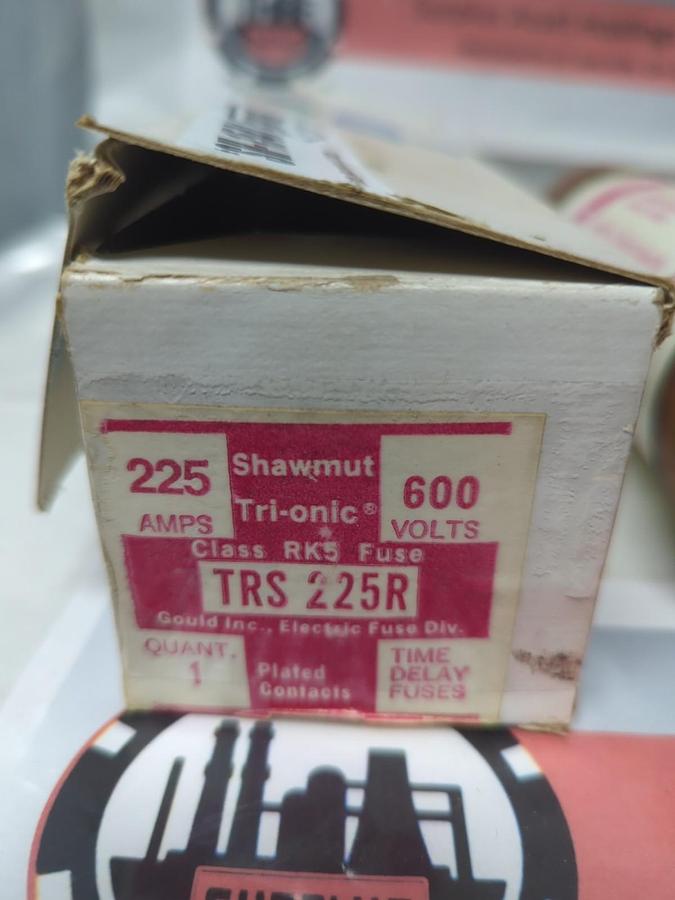 225
AMPS
Shawmut
Tri-onic®
600
VOLTS
Class RK5 Fuse
TRS 225R
Gould Inc., Electric Fuse Div.
QUANT.
1
Plated
Contacts
TIME
DELAY
FUSES